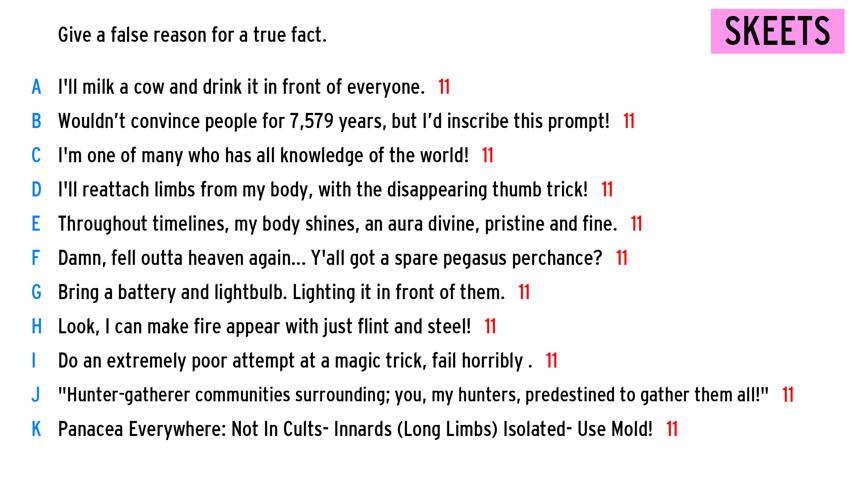 Give a false reason for a true fact.
SKEETS
A I'll milk a cow and drink it in front of everyone. 11
B Wouldn’t convince people for 7,579 years, but I’d inscribe this prompt! 11
C I'm one of many who has all knowledge of the world! 11
D I'll reattach limbs from my body, with the disappearing thumb trick! 11
E Throughout timelines, my body shines, an aura divine, pristine and fine. 11
F Damn, fell outta heaven again... Y'all got a spare pegasus perchance? 11
G Bring a battery and lightbulb. Lighting it in front of them. 11
H Look, I can make fire appear with just flint and steel! 11
I Do an extremely poor attempt at a magic trick, fail horribly . 11
J "Hunter-gatherer communities surrounding; you, my hunters, predestined to gather them all!" 11
K Panacea Everywhere: Not In Cults- Innards (Long Limbs) Isolated- Use Mold! 11